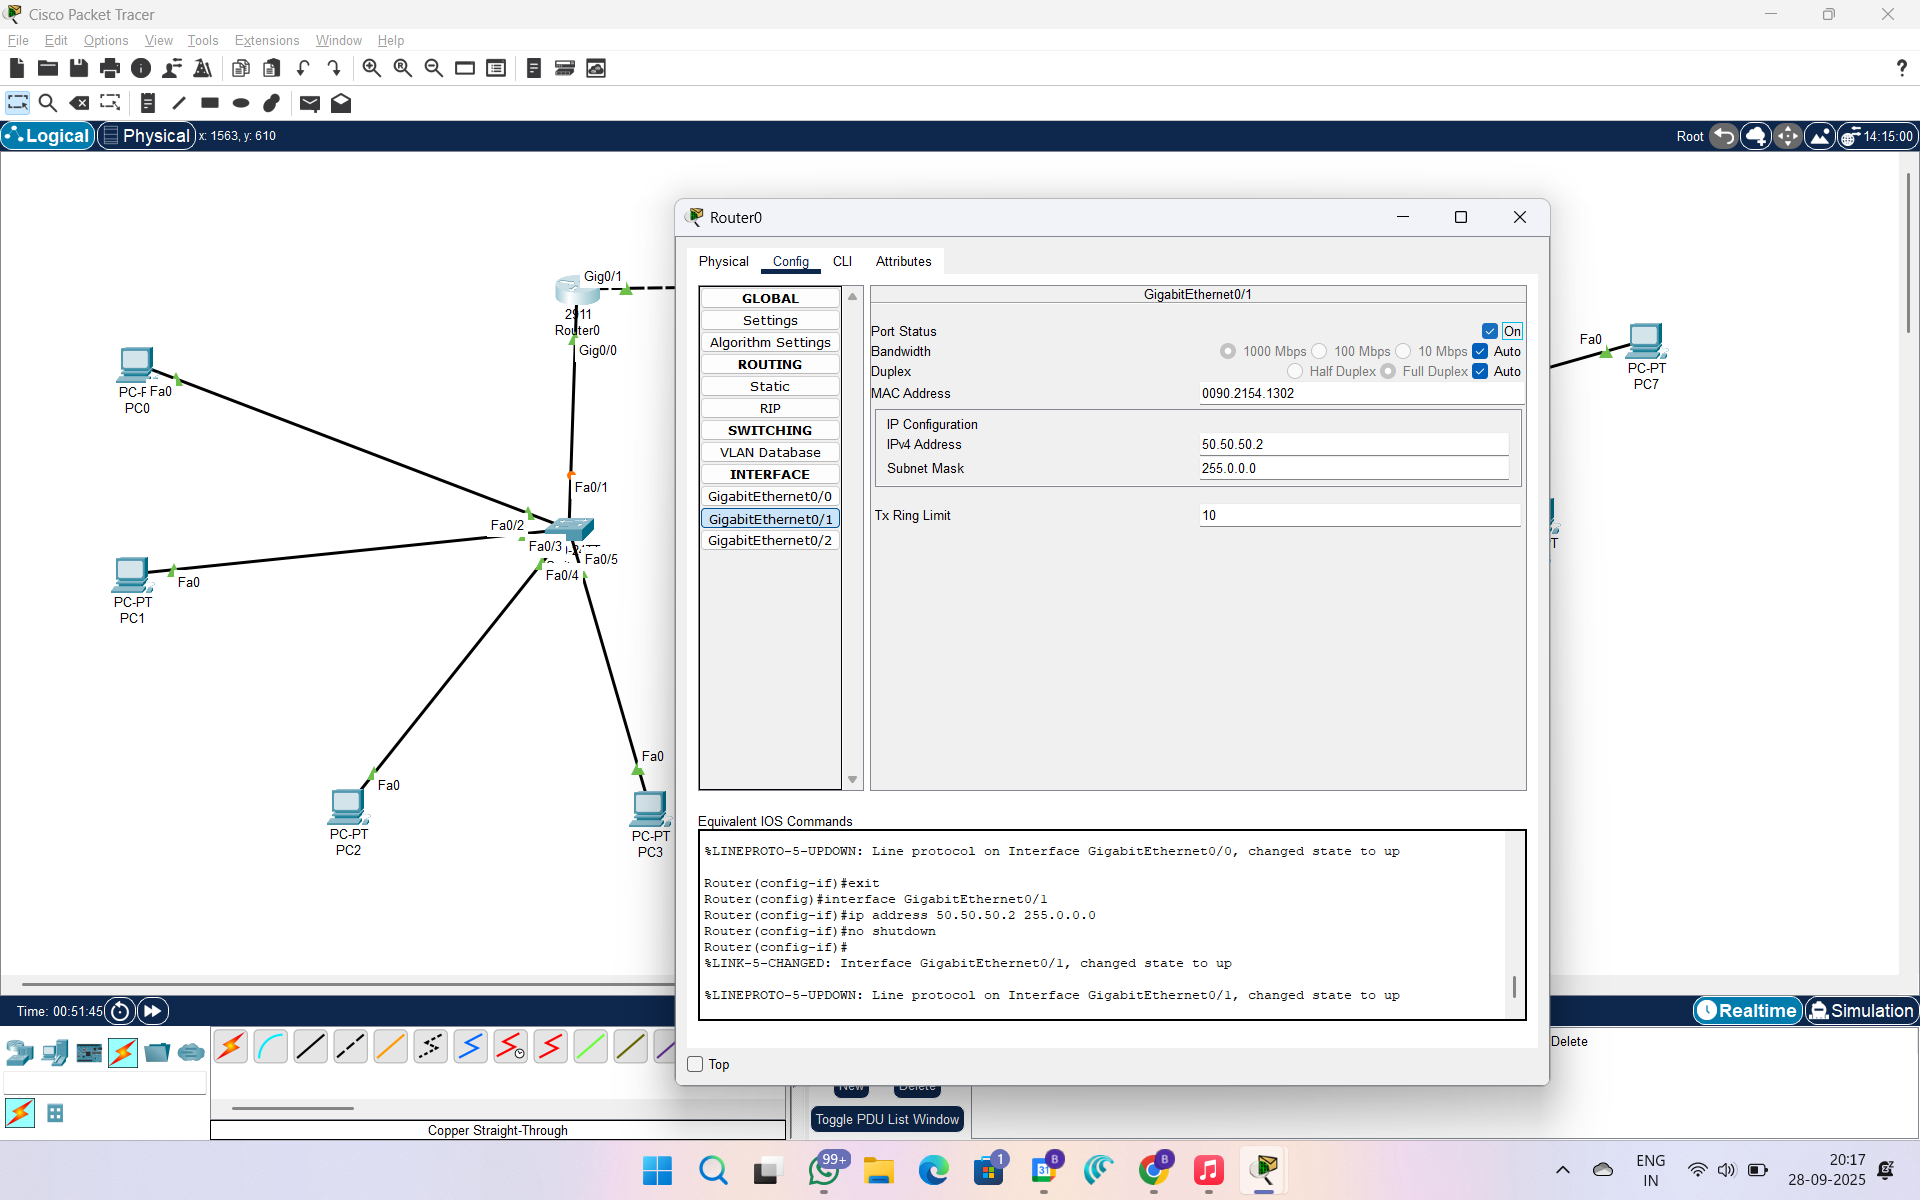 Cisco Packet Tracer
File Edit Options View Tools Extensions Window Help
Logical Physical x: 1563, y: 610 Root 14:15:00
Gig0/1
2911
Router0
Gig0/0
Fa0/1
PC-F Fa0
PC0
Fa0/2
Fa0/3
Fa0/5
Fa0/4
Fa0
PC-PT
PC1
Fa0
PC-PT
PC2
Fa0
PC-PT
PC3
Fa0
PC-PT
PC7
T
Router0
Physical Config CLI Attributes
GLOBAL
Settings
Algorithm Settings
ROUTING
Static
RIP
SWITCHING
VLAN Database
INTERFACE
GigabitEthernet0/0
GigabitEthernet0/1
GigabitEthernet0/2
GigabitEthernet0/1
Port Status On
Bandwidth 1000 Mbps 100 Mbps 10 Mbps Auto
Duplex Half Duplex Full Duplex Auto
MAC Address 0090.2154.1302
IP Configuration
IPv4 Address 50.50.50.2
Subnet Mask 255.0.0.0
Tx Ring Limit 10
Equivalent IOS Commands
%LINEPROTO-5-UPDOWN: Line protocol on Interface GigabitEthernet0/0, changed state to up
Router(config-if)#exit
Router(config)#interface GigabitEthernet0/1
Router(config-if)#ip address 50.50.50.2 255.0.0.0
Router(config-if)#no shutdown
Router(config-if)#
%LINK-5-CHANGED: Interface GigabitEthernet0/1, changed state to up
%LINEPROTO-5-UPDOWN: Line protocol on Interface GigabitEthernet0/1, changed state to up
Top
Time: 00:51:45 Realtime Simulation
Delete
New Delete
Toggle PDU List Window
Copper Straight-Through
99+ 1 31 B B
ENG
IN
20:17
28-09-2025